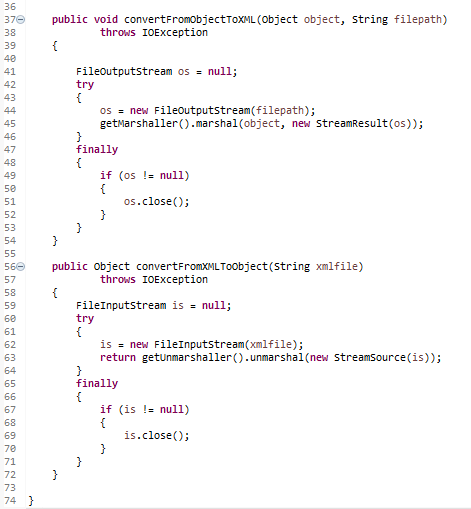 36
37 public void convertFromObjectToXML(Object object, String filepath)
38 throws IOException
39 {
40
41 FileOutputStream os = null;
42 try
43 {
44 os = new FileOutputStream(filepath);
45 getMarshaller().marshal(object, new StreamResult(os));
46 }
47 finally
48 {
49 if (os != null)
50 {
51 os.close();
52 }
53 }
54 }
55
56 public Object convertFromXMLToObject(String xmlfile)
57 throws IOException
58 {
59 FileInputStream is = null;
60 try
61 {
62 is = new FileInputStream(xmlfile);
63 return getUnmarshaller().unmarshal(new StreamSource(is));
64 }
65 finally
66 {
67 if (is != null)
68 {
69 is.close();
70 }
71 }
72 }
73
74 }